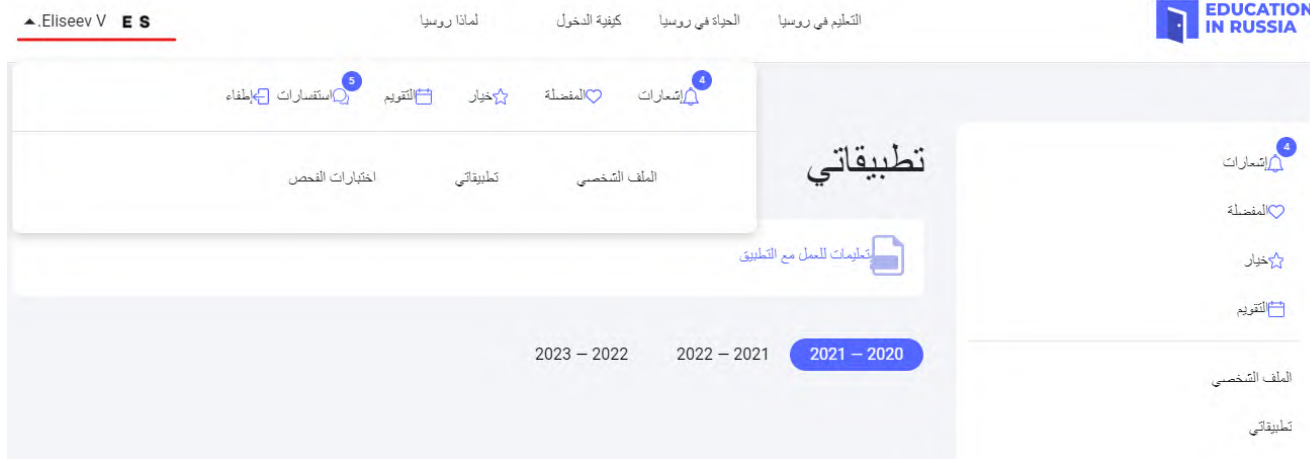 EDUCATION
IN RUSSIA
التعليم في روسيا
الحياة في روسيا
كيفية الدخول
لماذا روسيا
E S
Eliseev V.
4
إشعارات
المفضلة
خيار
التقويم
5
استفسارات
إطفاء
الملف الشخصي
تطبيقاتي
اختبارات الفحص
4
إشعارات
المفضلة
خيار
التقويم
الملف الشخصي
تطبيقاتي
تطبيقاتي
تعليمات للعمل مع التطبيق
2020 – 2021
2021 – 2022
2022 – 2023